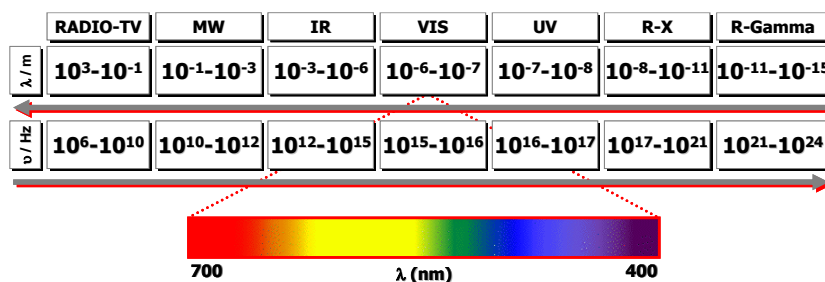 RADIO-TV MW IR VIS UV R-X R-Gamma
λ / m 10³-10⁻¹ 10⁻¹-10⁻³ 10⁻³-10⁻⁶ 10⁻⁶-10⁻⁷ 10⁻⁷-10⁻⁸ 10⁻⁸-10⁻¹¹ 10⁻¹¹-10⁻¹⁵
υ / Hz 10⁶-10¹⁰ 10¹⁰-10¹² 10¹²-10¹⁵ 10¹⁵-10¹⁶ 10¹⁶-10¹⁷ 10¹⁷-10²¹ 10²¹-10²⁴
700 λ (nm) 400